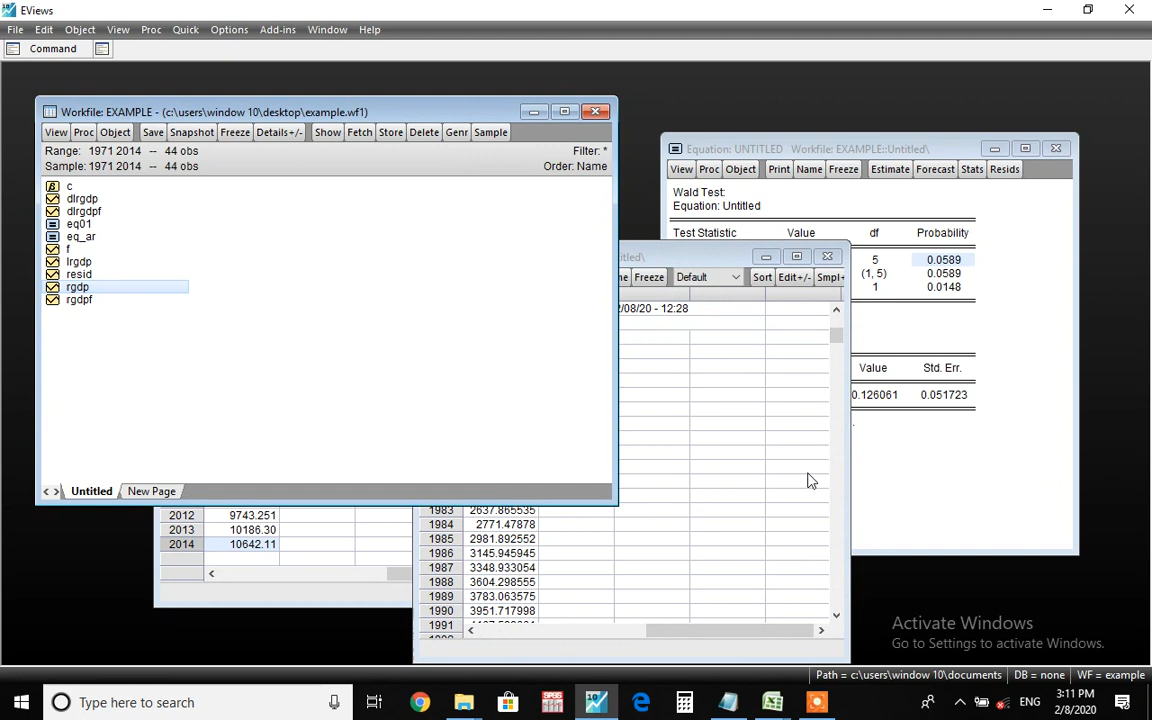 EViews
File Edit Object View Proc Quick Options Add-ins Window Help
Command
Workfile: EXAMPLE - (c:\users\window 10\desktop\example.wf1)
View Proc Object Save Snapshot Freeze Details+/- Show Fetch Store Delete Genr Sample
Range: 1971 2014 -- 44 obs Filter: *
Sample: 1971 2014 -- 44 obs Order: Name
c
dlrgdp
dlrgdpf
eq01
eq_ar
f
lrgdp
resid
rgdp
rgdpf
Untitled New Page
Equation: UNTITLED Workfile: EXAMPLE::Untitled\
View Proc Object Print Name Freeze Estimate Forecast Stats Resids
Wald Test:
Equation: Untitled
Test Statistic Value df Probability
5 0.0589
(1, 5) 0.0589
1 0.0148
Value Std. Err.
0.126061 0.051723
Freeze Default Sort Edit+/- Smpl+
/08/20 - 12:28
2012 9743.251
2013 10186.30
2014 10642.11
1983 2637.865535
1984 2771.47878
1985 2981.892552
1986 3145.945945
1987 3348.933054
1988 3604.298555
1989 3783.063575
1990 3951.717998
1991
Activate Windows
Go to Settings to activate Windows.
Path = c:\users\window 10\documents DB = none WF = example
Type here to search
SPSS
10
ENG
3:11 PM
2/8/2020